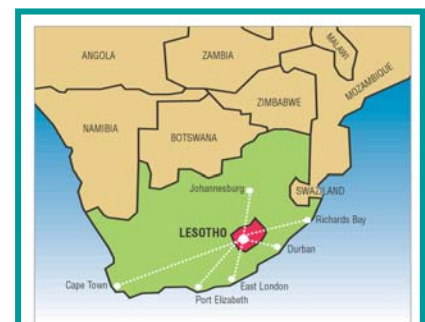 MALAWI
ANGOLA
ZAMBIA
MOZAMBIQUE
ZIMBABWE
NAMIBIA
BOTSWANA
Johannesburg
SWAZILAND
Richards Bay
LESOTHO
Durban
Cape Town
East London
Port Elizabeth